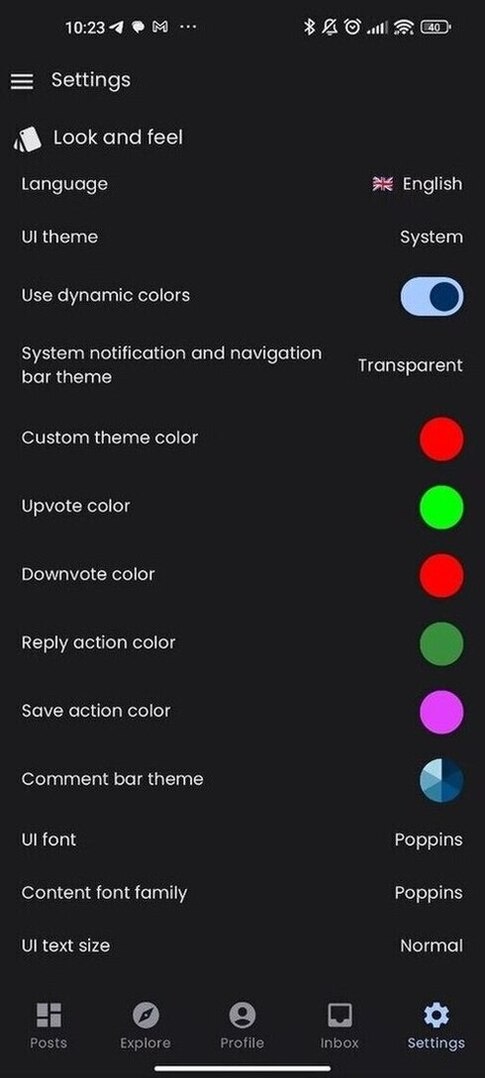 10:23 ...
40
Settings
Look and feel
Language
English
UI theme
System
Use dynamic colors
System notification and navigation
bar theme
Transparent
Custom theme color
Upvote color
Downvote color
Reply action color
Save action color
Comment bar theme
UI font
Poppins
Content font family
Poppins
UI text size
Normal
Posts
Explore
Profile
Inbox
Settings